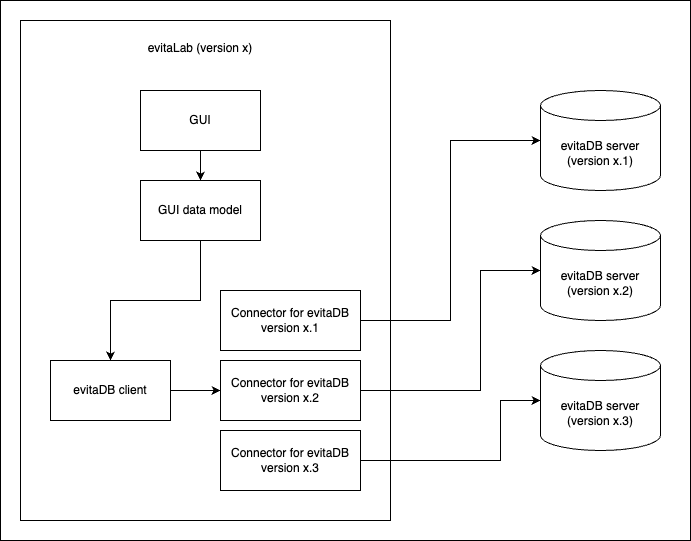 evitaLab (version x)
GUI
GUI data model
evitaDB client
Connector for evitaDB
version x.1
Connector for evitaDB
version x.2
Connector for evitaDB
version x.3
evitaDB server
(version x.1)
evitaDB server
(version x.2)
evitaDB server
(version x.3)